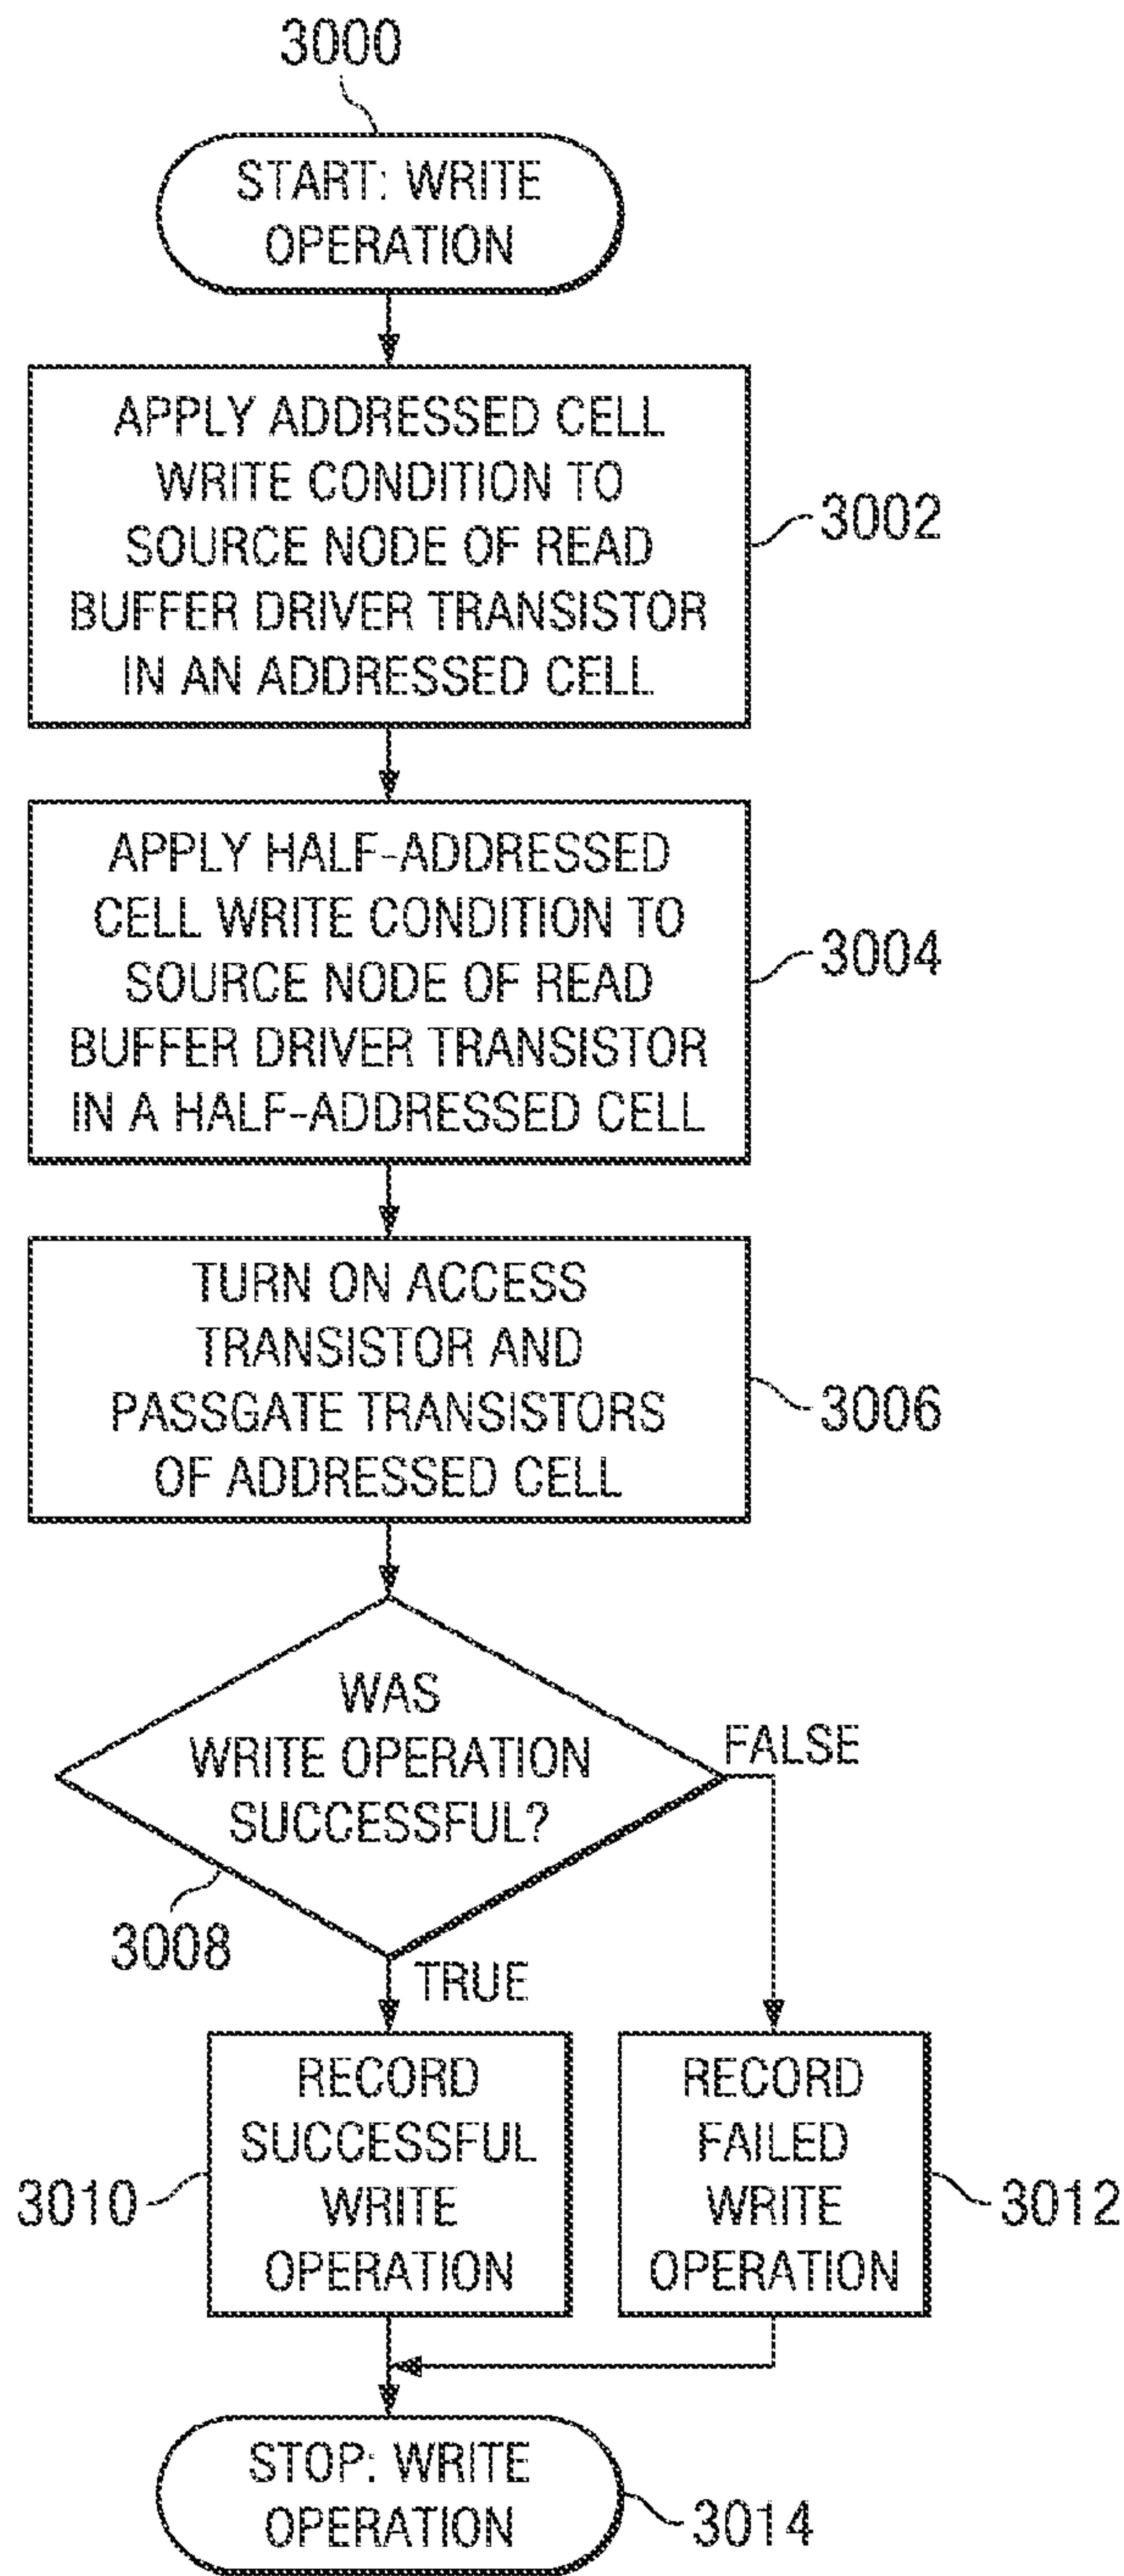 3000
START: WRITE
OPERATION
APPLY ADDRESSED CELL
WRITE CONDITION TO
SOURCE NODE OF READ
BUFFER DRIVER TRANSISTOR
IN AN ADDRESSED CELL
3002
APPLY HALF-ADDRESSED
CELL WRITE CONDITION TO
SOURCE NODE OF READ
BUFFER DRIVER TRANSISTOR
IN A HALF-ADDRESSED CELL
3004
TURN ON ACCESS
TRANSISTOR AND
PASSGATE TRANSISTORS
OF ADDRESSED CELL
3006
WAS
WRITE OPERATION
SUCCESSFUL?
FALSE
3008
TRUE
RECORD
SUCCESSFUL
WRITE
OPERATION
3010
RECORD
FAILED
WRITE
OPERATION
3012
STOP: WRITE
OPERATION
3014